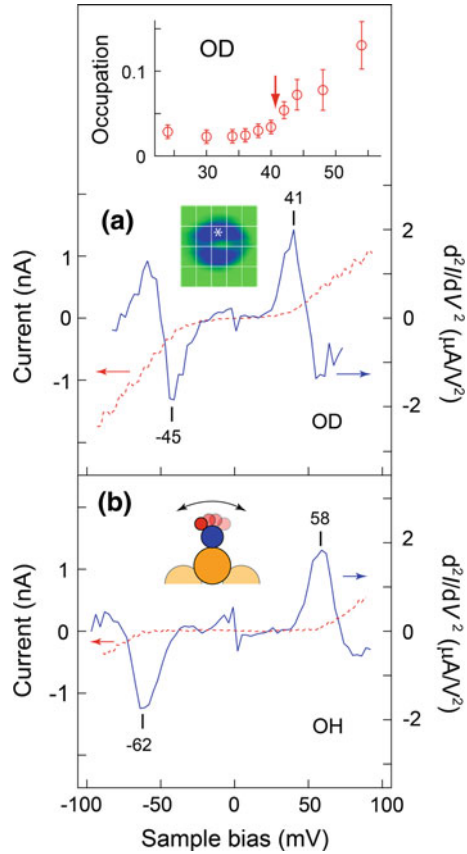 OD
Occupation
0.1
0
30 40 50
(a)
*
41
-45
OD
Current (nA)
1
0
-1
d²I/dV² (µA/V²)
2
0
-2
(b)
58
-62
OH
Current (nA)
1
0
-1
d²I/dV² (µA/V²)
2
0
-2
-100 -50 0 50 100
Sample bias (mV)